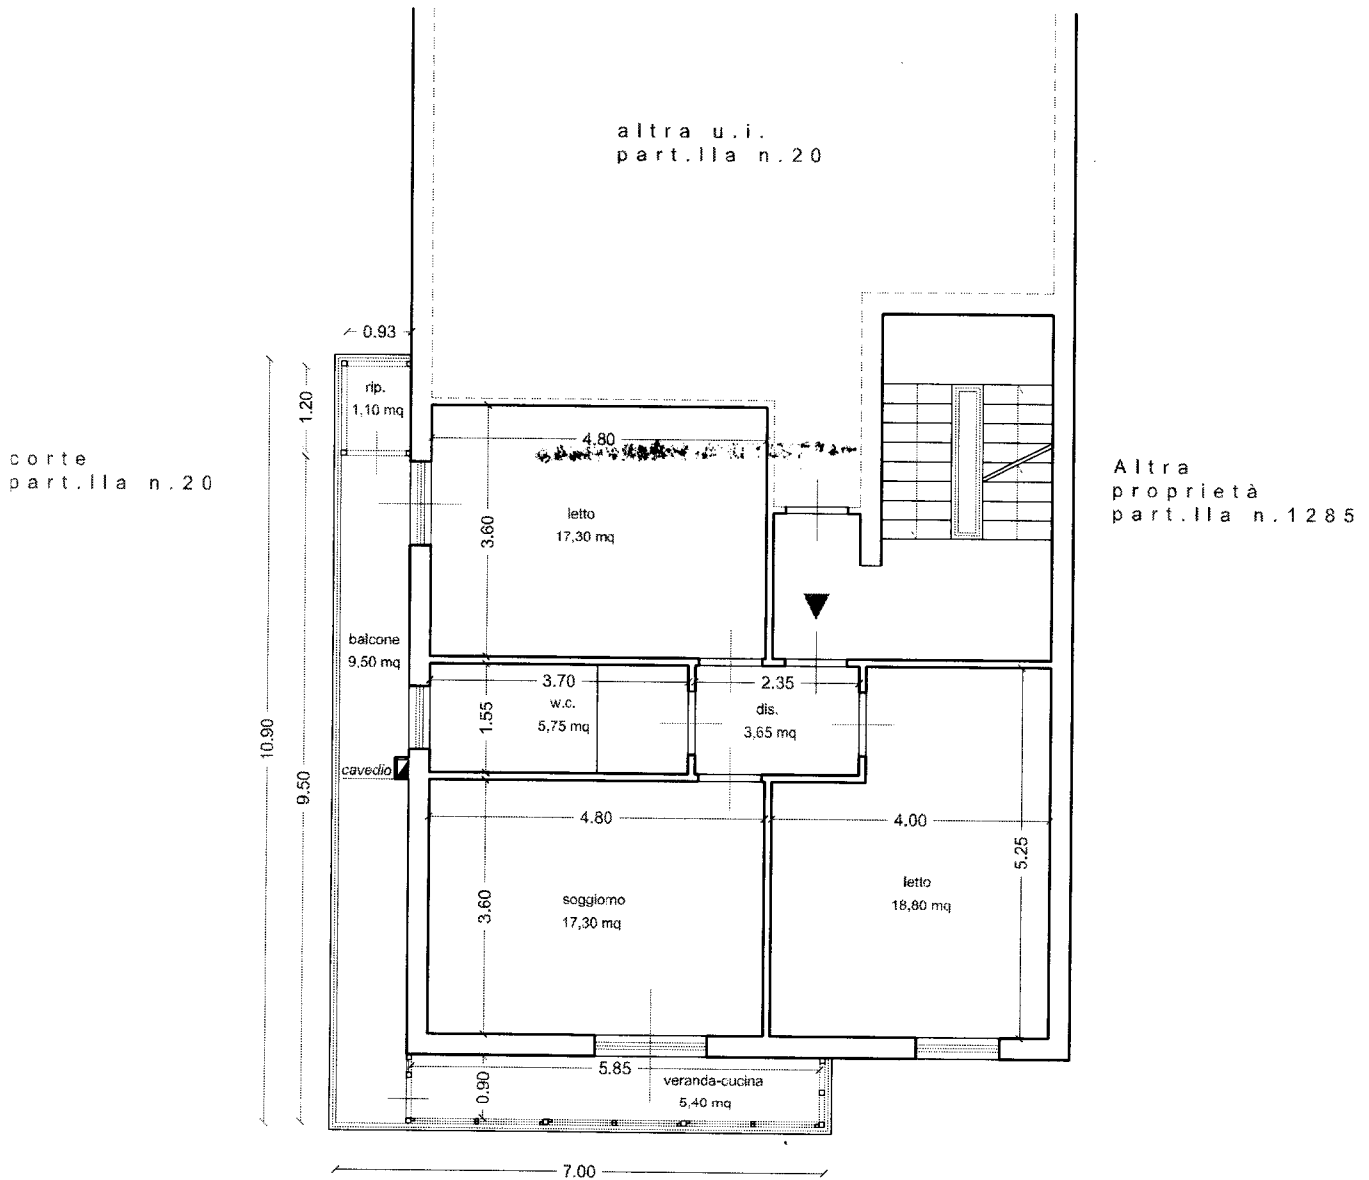 altra u.i.
part.lla n.20
0.93
rip.
1,10 mq
1.20
4.80
corte
part.lla n.20
Altra
proprietà
part.lla n.1285
letto
17,30 mq
3.60
balcone
9,50 mq
3.70
w.c.
5,75 mq
1.55
2.35
dis.
3,65 mq
10.90
cavedio
9.50
4.80
4.00
5.25
soggiorno
17,30 mq
3.60
letto
18,80 mq
5.85
0.90
veranda-cucina
5,40 mq
7.00